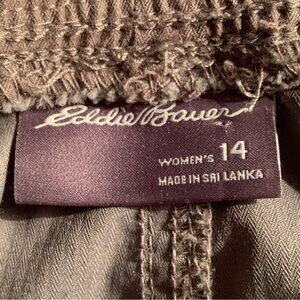 Eddie Bauer
WOMEN'S 14
MADE IN SRI LANKA